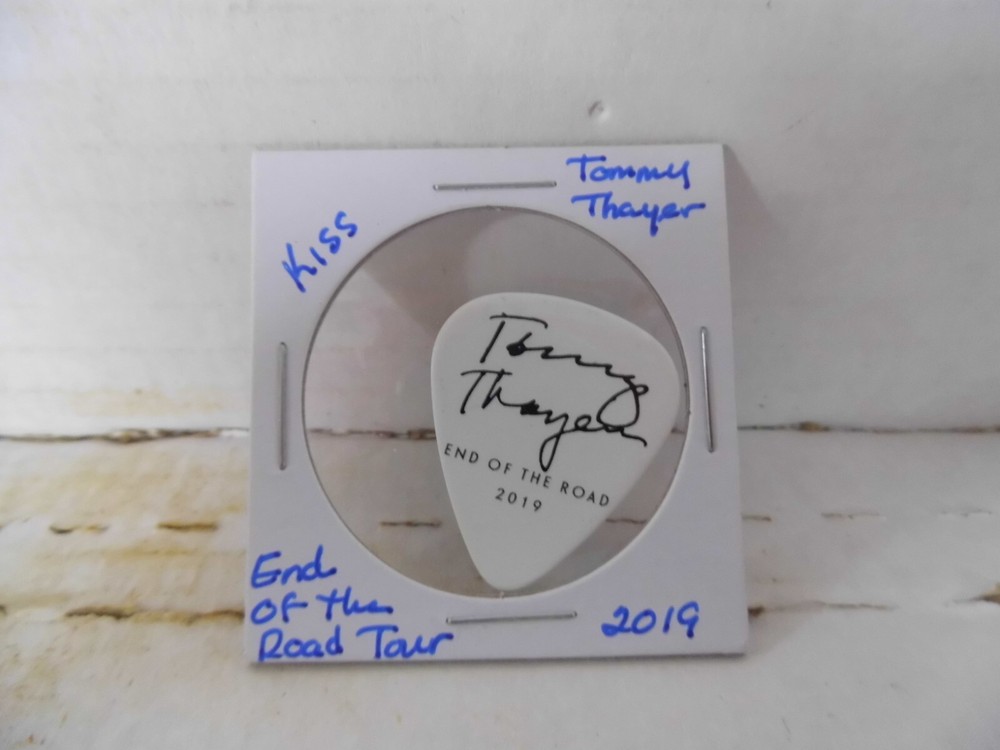 KISS
Tommy
Thayer
Tommy
Thayer
END OF THE ROAD
2019
End
Of the
Road Tour
2019